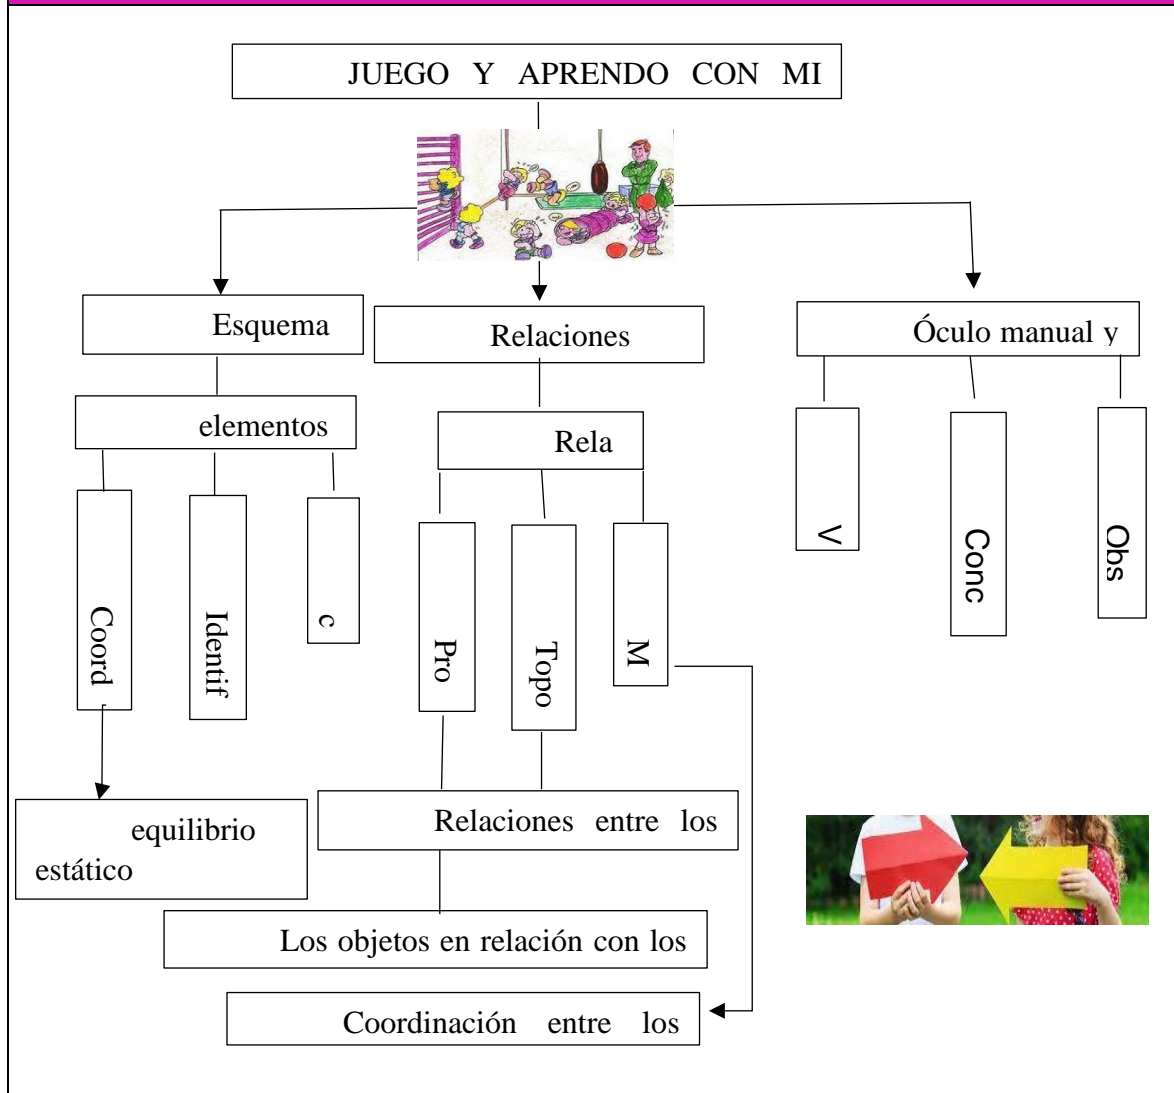 JUEGO Y APRENDO CON MI
Esquema
Relaciones
Óculo manual y
elementos
Rela
V
Conc
Obs
Coord
Identif
c
Pro
Topo
M
equilibrio
estático
Relaciones entre los
Los objetos en relación con los
Coordinación entre los